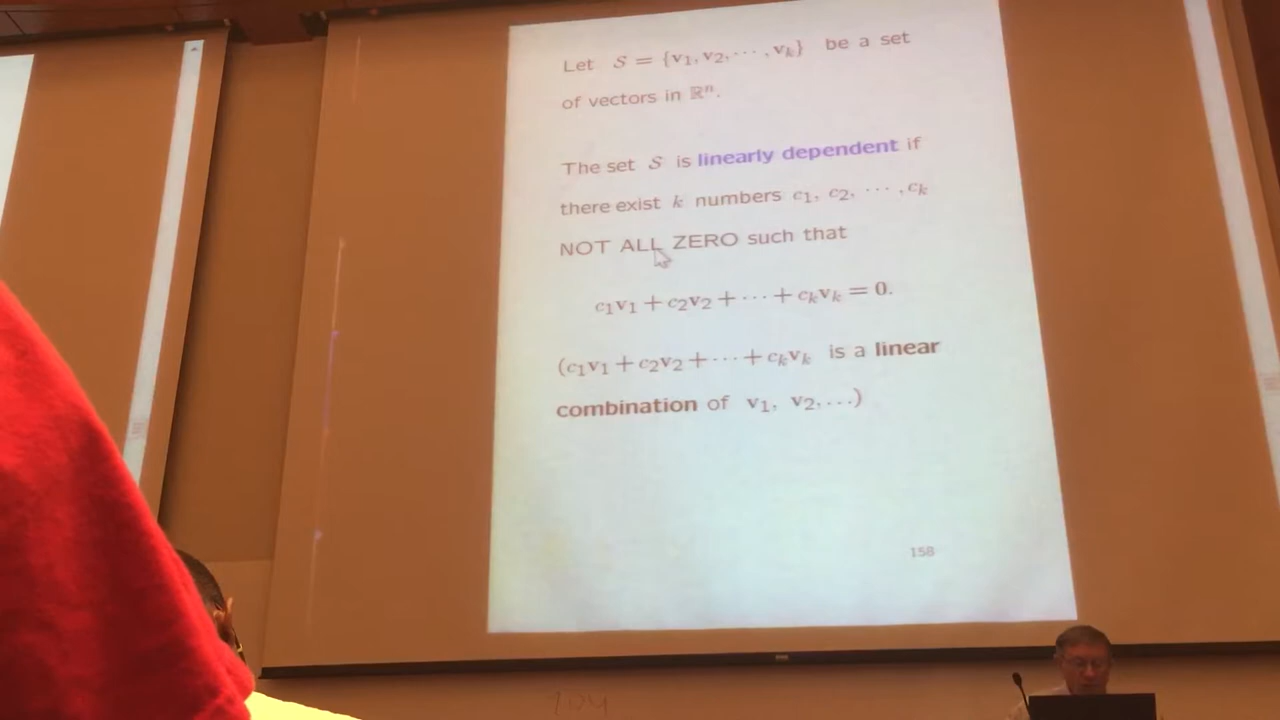 Let S = {v₁, v₂, ⋯ , vₖ} be a set
of vectors in ℝⁿ.
The set S is linearly dependent if
there exist k numbers c₁, c₂, ⋯ , cₖ
NOT ALL ZERO such that
c₁v₁ + c₂v₂ + ⋯ + cₖvₖ = 0.
(c₁v₁ + c₂v₂ + ⋯ + cₖvₖ is a linear
combination of v₁, v₂, …)
158